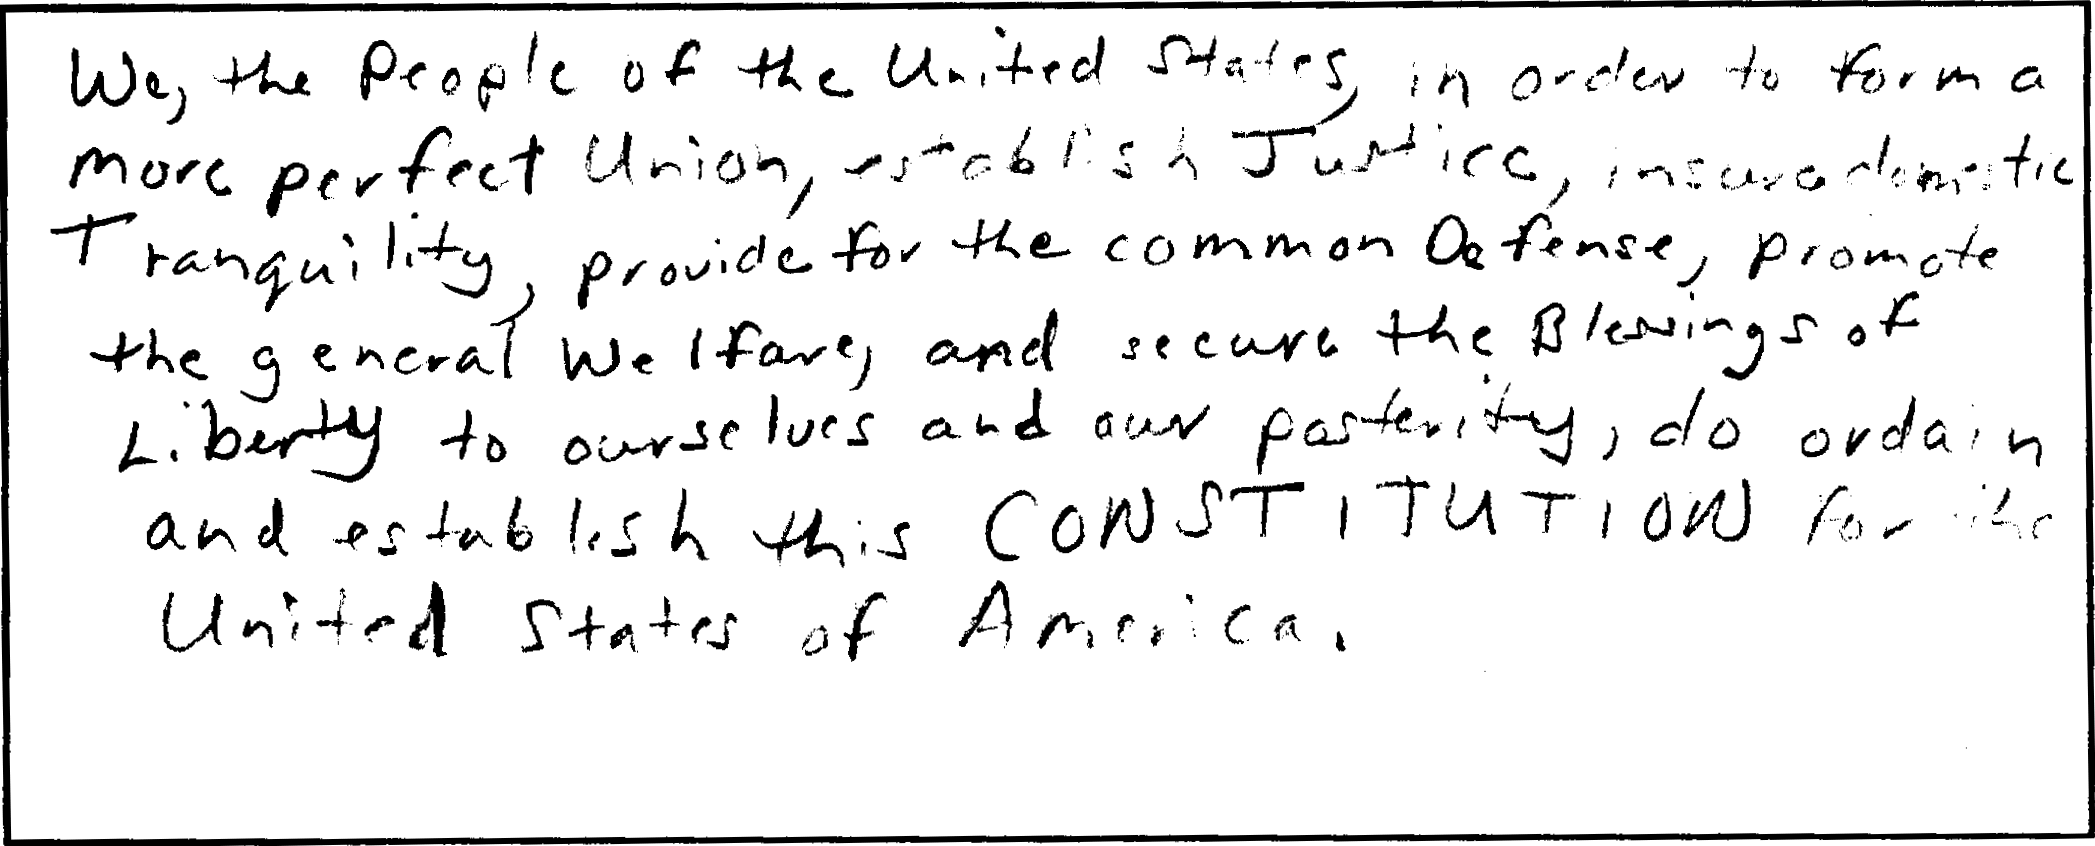 We, the People of the United States, in order to form a
more perfect Union, establish Justice, insure domestic
Tranquility, provide for the common Defense, promote
the general Welfare, and secure the Blessings of
Liberty to ourselves and our posterity, do ordain
and establish this CONSTITUTION for the
United States of America.